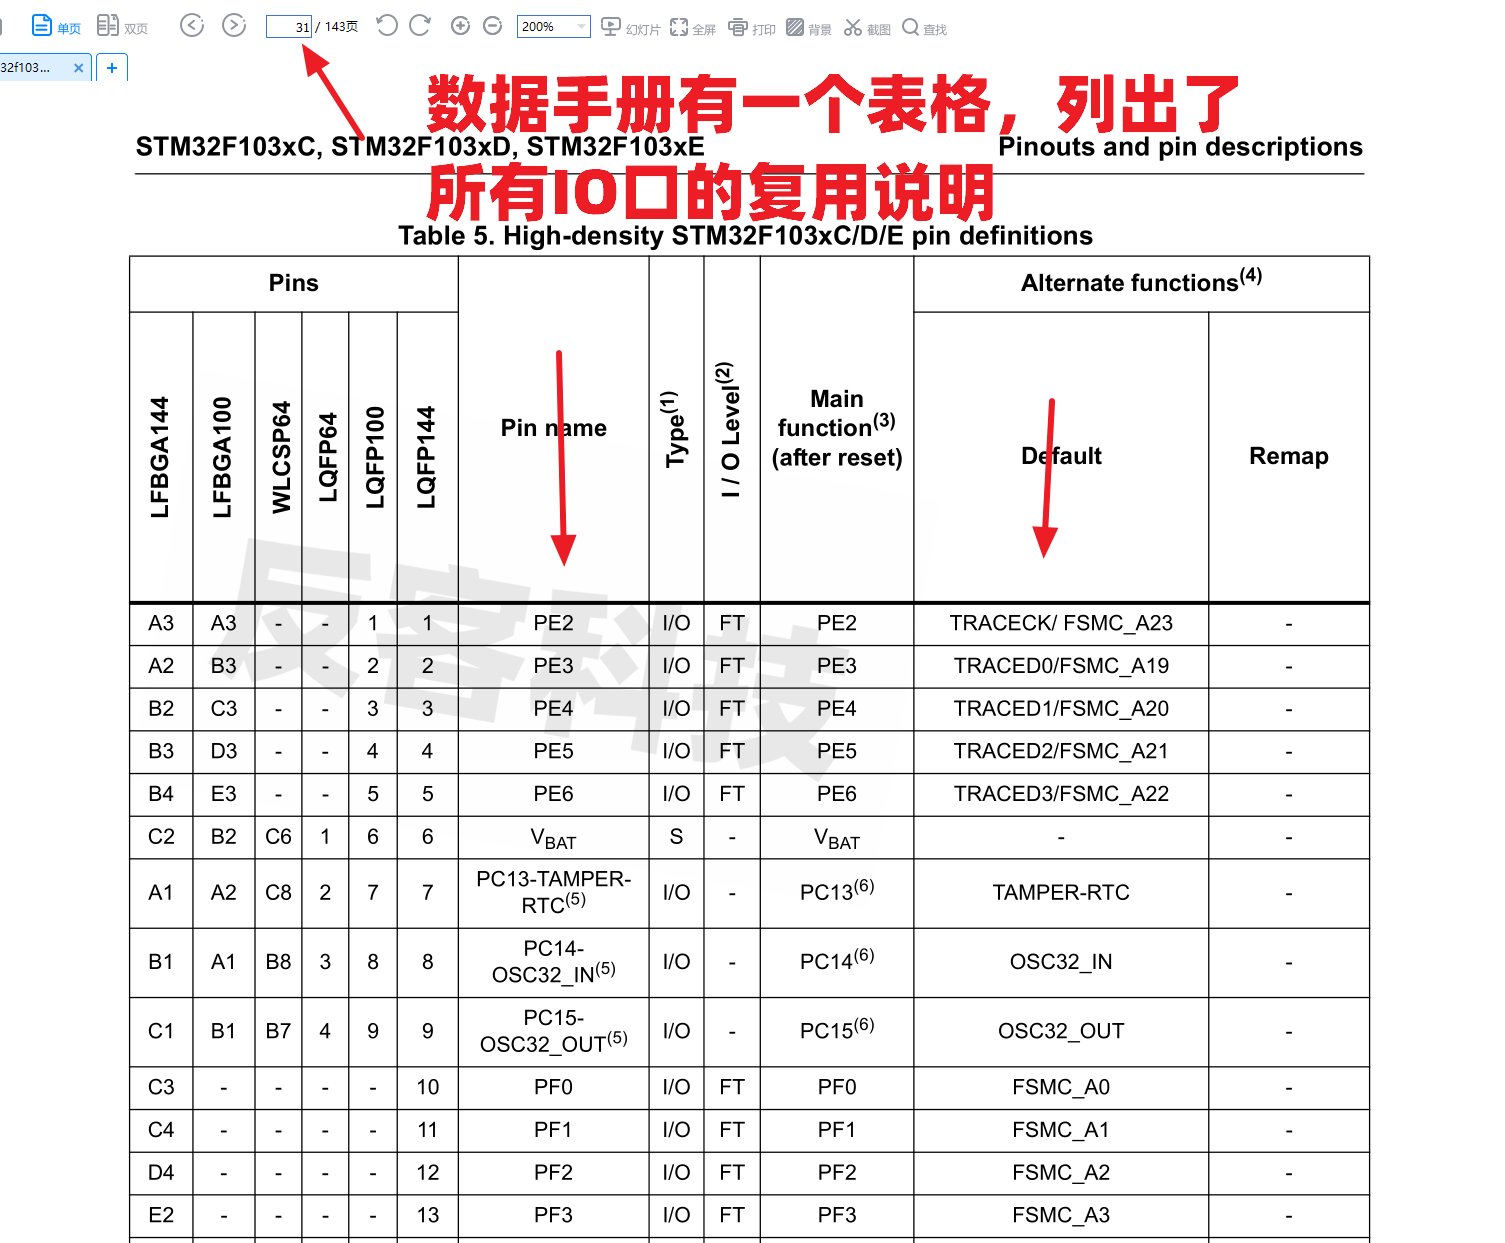 单页 双页 31 / 143页 200% 幻灯片 全屏 打印 背景 截图 查找
32f103... × +
数据手册有一个表格，列出了
STM32F103xC, STM32F103xD, STM32F103xE Pinouts and pin descriptions
所有IO口的复用说明
Table 5. High-density STM32F103xC/D/E pin definitions
Pins Alternate functions(4)
LFBGA144 LFBGA100 WLCSP64 LQFP64 LQFP100 LQFP144 Pin name Type(1) I / O Level(2) Main function(3) (after reset) Default Remap
A3 A3 - - 1 1 PE2 I/O FT PE2 TRACECK/ FSMC_A23 -
A2 B3 - - 2 2 PE3 I/O FT PE3 TRACED0/FSMC_A19 -
B2 C3 - - 3 3 PE4 I/O FT PE4 TRACED1/FSMC_A20 -
B3 D3 - - 4 4 PE5 I/O FT PE5 TRACED2/FSMC_A21 -
B4 E3 - - 5 5 PE6 I/O FT PE6 TRACED3/FSMC_A22 -
C2 B2 C6 1 6 6 VBAT S - VBAT - -
A1 A2 C8 2 7 7 PC13-TAMPER-RTC(5) I/O - PC13(6) TAMPER-RTC -
B1 A1 B8 3 8 8 PC14-OSC32_IN(5) I/O - PC14(6) OSC32_IN -
C1 B1 B7 4 9 9 PC15-OSC32_OUT(5) I/O - PC15(6) OSC32_OUT -
C3 - - - - 10 PF0 I/O FT PF0 FSMC_A0 -
C4 - - - - 11 PF1 I/O FT PF1 FSMC_A1 -
D4 - - - - 12 PF2 I/O FT PF2 FSMC_A2 -
E2 - - - - 13 PF3 I/O FT PF3 FSMC_A3 -
反客科技